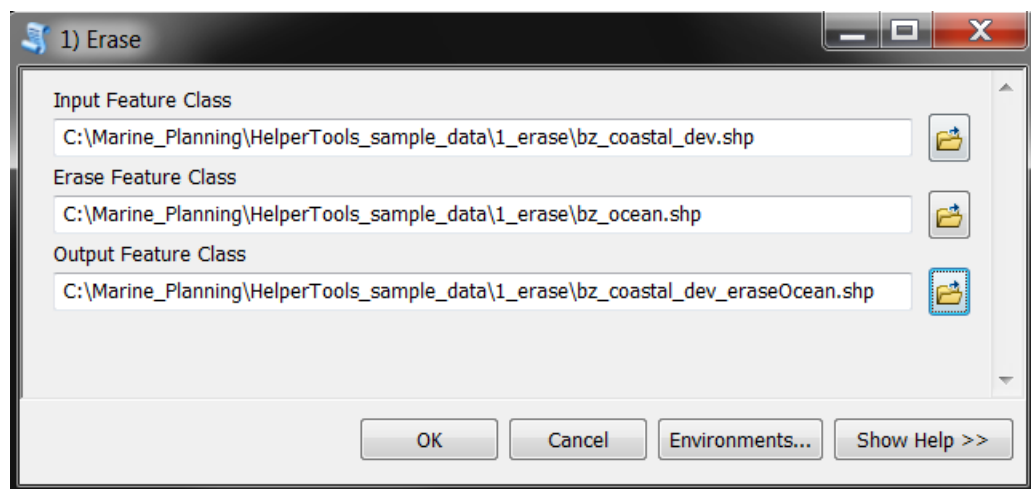 1) Erase
X
Input Feature Class
C:\Marine_Planning\HelperTools_sample_data\1_erase\bz_coastal_dev.shp
Erase Feature Class
C:\Marine_Planning\HelperTools_sample_data\1_erase\bz_ocean.shp
Output Feature Class
C:\Marine_Planning\HelperTools_sample_data\1_erase\bz_coastal_dev_eraseOcean.shp
OK Cancel Environments... Show Help >>